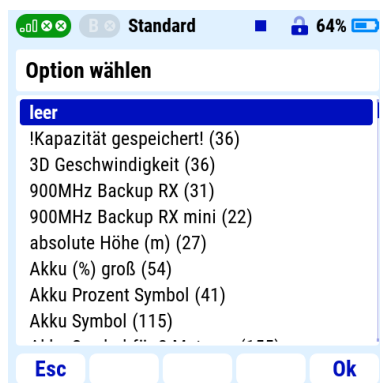 B Standard 64%
Option wählen
leer
!Kapazität gespeichert! (36)
3D Geschwindigkeit (36)
900MHz Backup RX (31)
900MHz Backup RX mini (22)
absolute Höhe (m) (27)
Akku (%) groß (54)
Akku Prozent Symbol (41)
Akku Symbol (115)
Esc Ok